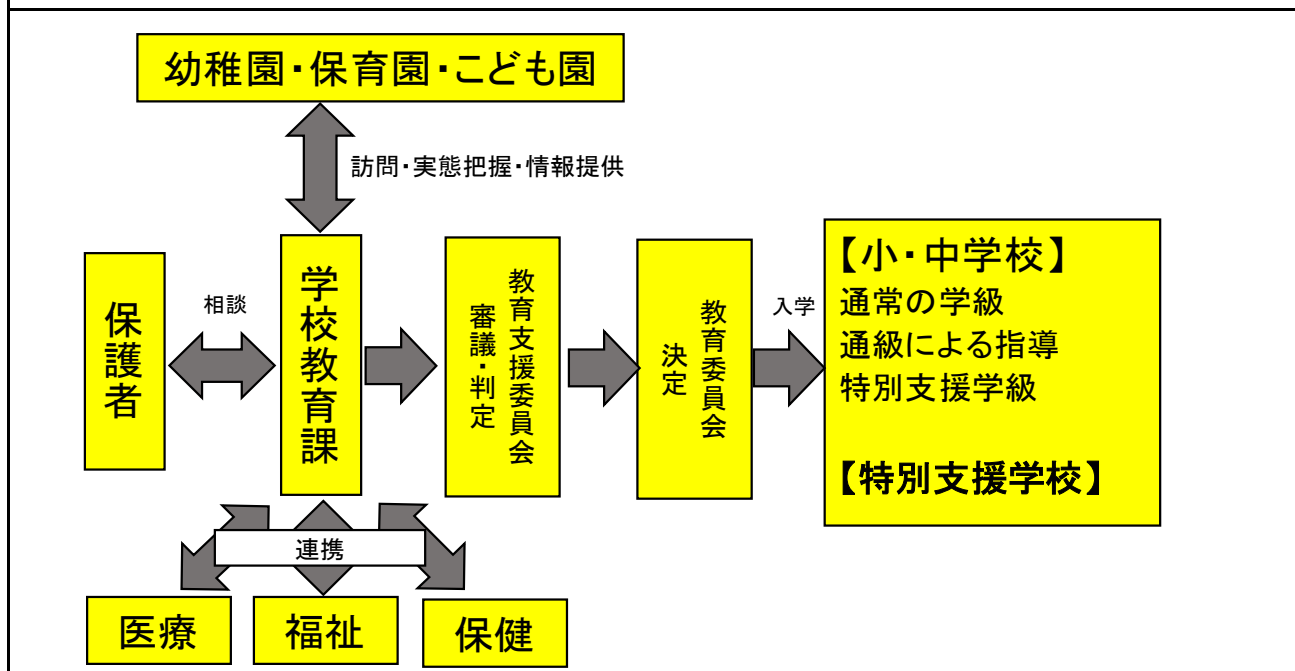 幼稚園・保育園・こども園
訪問・実態把握・情報提供
保護者
相談
学校教育課
教育支援委員会
審議・判定
教育委員会
決定
入学
【小・中学校】
通常の学級
通級による指導
特別支援学級
【特別支援学校】
連携
医療
福祉
保健